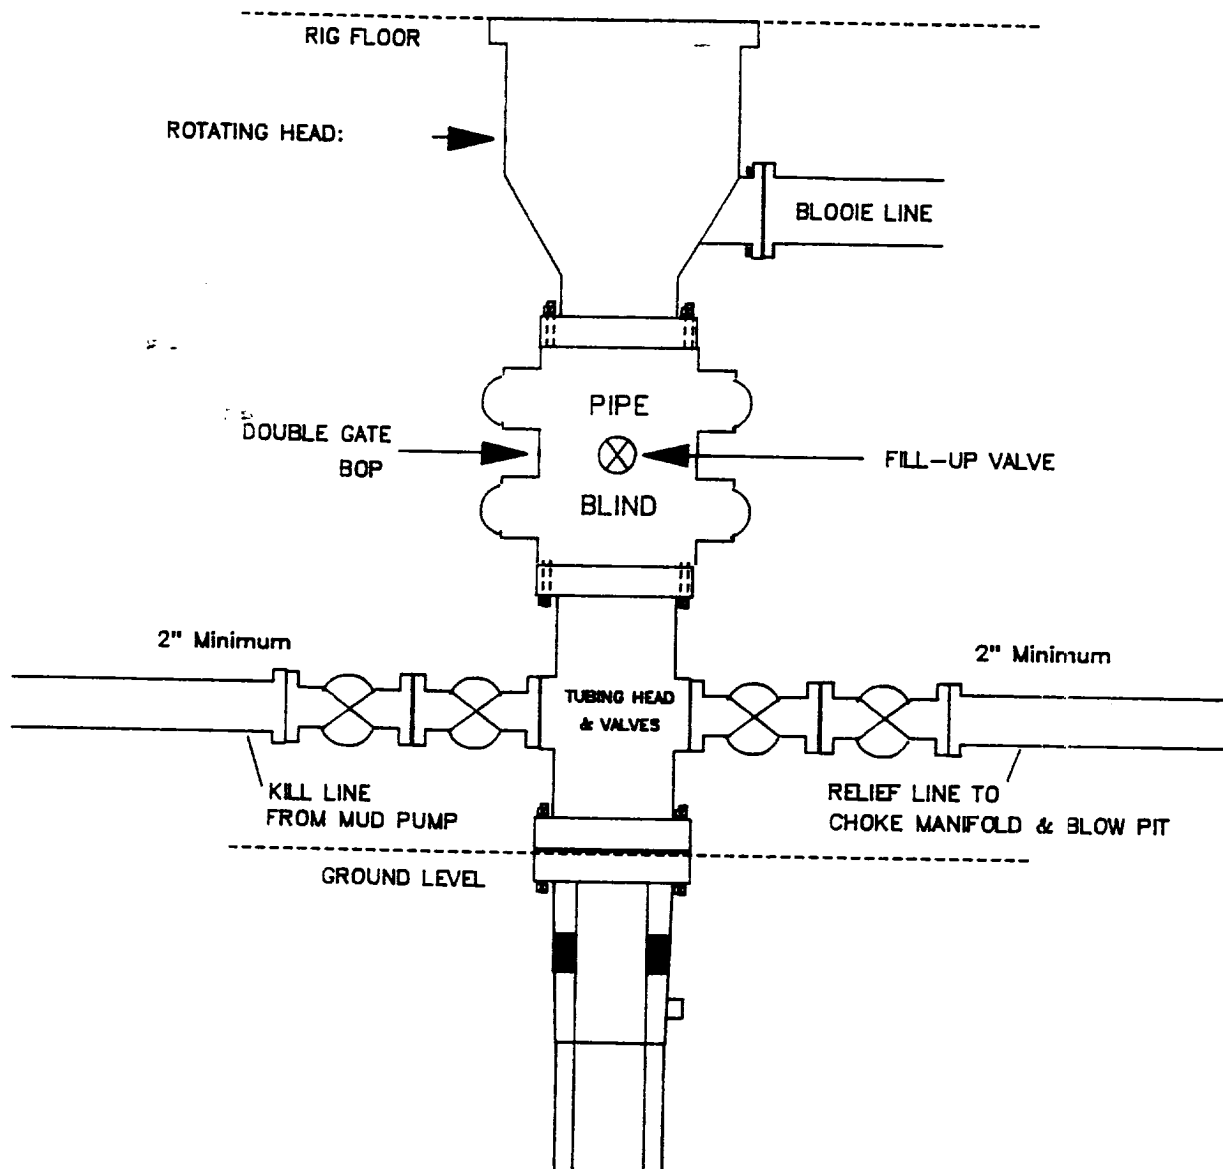 RIG FLOOR
ROTATING HEAD:
BLOOIE LINE
PIPE
DOUBLE GATE
BOP
FILL-UP VALVE
BLIND
2" Minimum
2" Minimum
TUBING HEAD
& VALVES
KILL LINE
FROM MUD PUMP
RELIEF LINE TO
CHOKE MANIFOLD & BLOW PIT
GROUND LEVEL